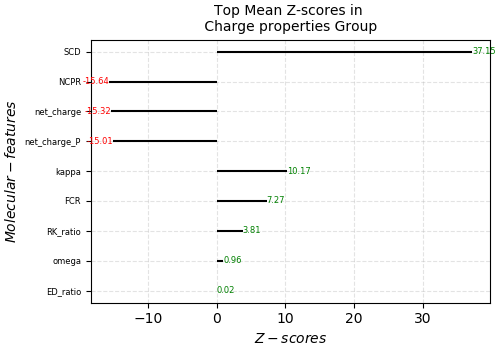 Top Mean Z-scores in
Charge properties Group
Molecular − features
SCD 37.15
NCPR -15.64
net_charge -15.32
net_charge_P -15.01
kappa 10.17
FCR 7.27
RK_ratio 3.81
omega 0.96
ED_ratio 0.02
−10 0 10 20 30
Z − scores